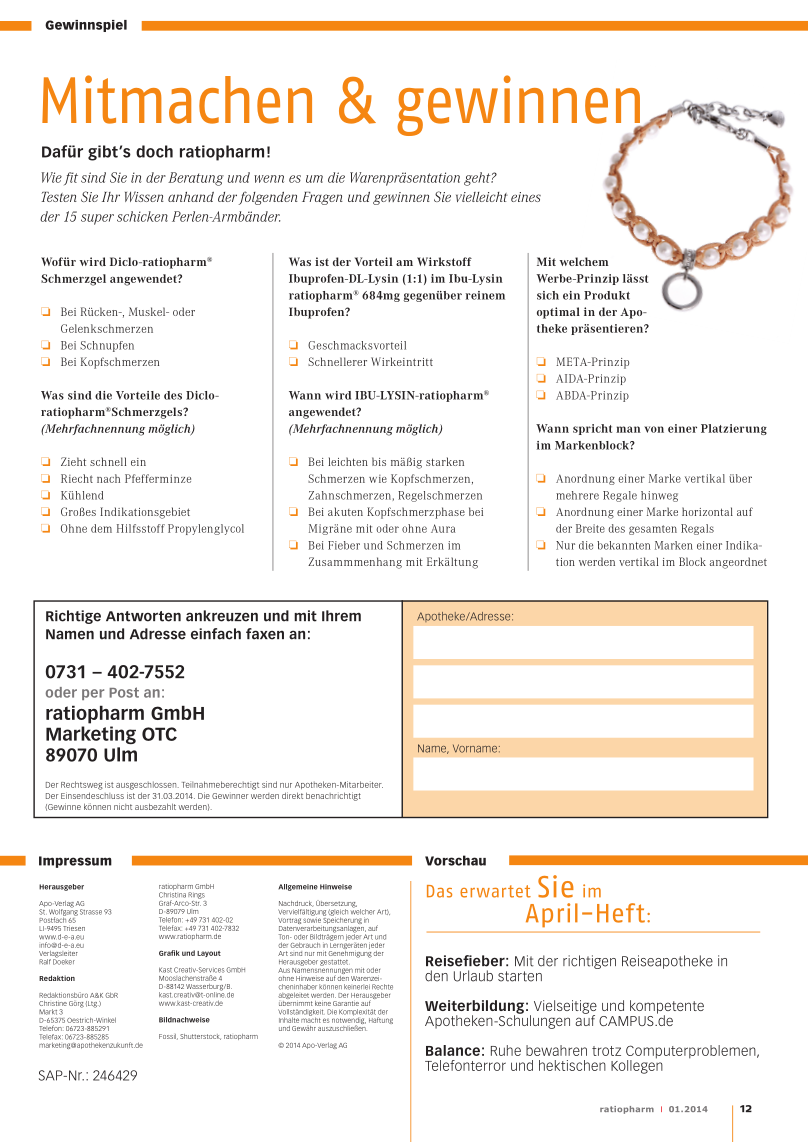 Gewinnspiel
Mitmachen & gewinnen
Dafür gibt's doch ratiopharm!
Wie fit sind Sie in der Beratung und wenn es um die Warenpräsentation geht?
Testen Sie Ihr Wissen anhand der folgenden Fragen und gewinnen Sie vielleicht eines
der 15 super schicken Perlen-Armbänder.
Wofür wird Diclo-ratiopharm®
Schmerzgel angewendet?
❏ Bei Rücken-, Muskel- oder
Gelenkschmerzen
❏ Bei Schnupfen
❏ Bei Kopfschmerzen
Was sind die Vorteile des Diclo-
ratiopharm®Schmerzgels?
(Mehrfachnennung möglich)
❏ Zieht schnell ein
❏ Riecht nach Pfefferminze
❏ Kühlend
❏ Großes Indikationsgebiet
❏ Ohne dem Hilfsstoff Propylenglycol
Was ist der Vorteil am Wirkstoff
Ibuprofen-DL-Lysin (1:1) im Ibu-Lysin
ratiopharm® 684mg gegenüber reinem
Ibuprofen?
❏ Geschmacksvorteil
❏ Schnellerer Wirkeintritt
Wann wird IBU-LYSIN-ratiopharm®
angewendet?
(Mehrfachnennung möglich)
❏ Bei leichten bis mäßig starken
Schmerzen wie Kopfschmerzen,
Zahnschmerzen, Regelschmerzen
❏ Bei akuten Kopfschmerzphase bei
Migräne mit oder ohne Aura
❏ Bei Fieber und Schmerzen im
Zusammmenhang mit Erkältung
Mit welchem
Werbe-Prinzip lässt
sich ein Produkt
optimal in der Apo-
theke präsentieren?
❏ META-Prinzip
❏ AIDA-Prinzip
❏ ABDA-Prinzip
Wann spricht man von einer Platzierung
im Markenblock?
❏ Anordnung einer Marke vertikal über
mehrere Regale hinweg
❏ Anordnung einer Marke horizontal auf
der Breite des gesamten Regals
❏ Nur die bekannten Marken einer Indika-
tion werden vertikal im Block angeordnet
Richtige Antworten ankreuzen und mit Ihrem
Namen und Adresse einfach faxen an:
0731 – 402-7552
oder per Post an:
ratiopharm GmbH
Marketing OTC
89070 Ulm
Der Rechtsweg ist ausgeschlossen. Teilnahmeberechtigt sind nur Apotheken-Mitarbeiter.
Der Einsendeschluss ist der 31.03.2014. Die Gewinner werden direkt benachrichtigt
(Gewinne können nicht ausbezahlt werden).
Apotheke/Adresse:
Name, Vorname:
Impressum
Herausgeber
Apo-Verlag AG
St. Wolfgang Strasse 93
Postfach 65
LI-9495 Triesen
www.d-e-a.eu
info@d-e-a.eu
Verlagsleiter
Ralf Doeker
Redaktion
Redaktionsbüro A&K GbR
Christine Görg (Ltg.)
Markt 3
D-65375 Oestrich-Winkel
Telefon: 06723-885291
Telefax: 06723-885285
marketing@apothekenzukunft.de
ratiopharm GmbH
Christina Rings
Graf-Arco-Str. 3
D-89079 Ulm
Telefon: +49 731 402-02
Telefax: +49 731 402-7832
www.ratiopharm.de
Grafik und Layout
Kast Creativ-Services GmbH
Mooslachenstraße 4
D-88142 Wasserburg/B.
kast.creativ@t-online.de
www.kast-creativ.de
Bildnachweise
Fossil, Shutterstock, ratiopharm
Allgemeine Hinweise
Nachdruck, Übersetzung,
Vervielfältigung (gleich welcher Art),
Vortrag sowie Speicherung in
Datenverarbeitungsanlagen, auf
Ton- oder Bildträgern jeder Art und
der Gebrauch in Lerngeräten jeder
Art sind nur mit Genehmigung der
Herausgeber gestattet.
Aus Namensnennungen mit oder
ohne Hinweise auf den Warenzei-
cheninhaber können keinerlei Rechte
abgeleitet werden. Der Herausgeber
übernimmt keine Garantie auf
Vollständigkeit. Die Komplexität der
Inhalte macht es notwendig, Haftung
und Gewähr auszuschließen.
© 2014 Apo-Verlag AG
SAP-Nr.: 246429
Vorschau
Das erwartet Sie im
April-Heft:
Reisefieber: Mit der richtigen Reiseapotheke in
den Urlaub starten
Weiterbildung: Vielseitige und kompetente
Apotheken-Schulungen auf CAMPUS.de
Balance: Ruhe bewahren trotz Computerproblemen,
Telefonterror und hektischen Kollegen
ratiopharm | 01.2014 12